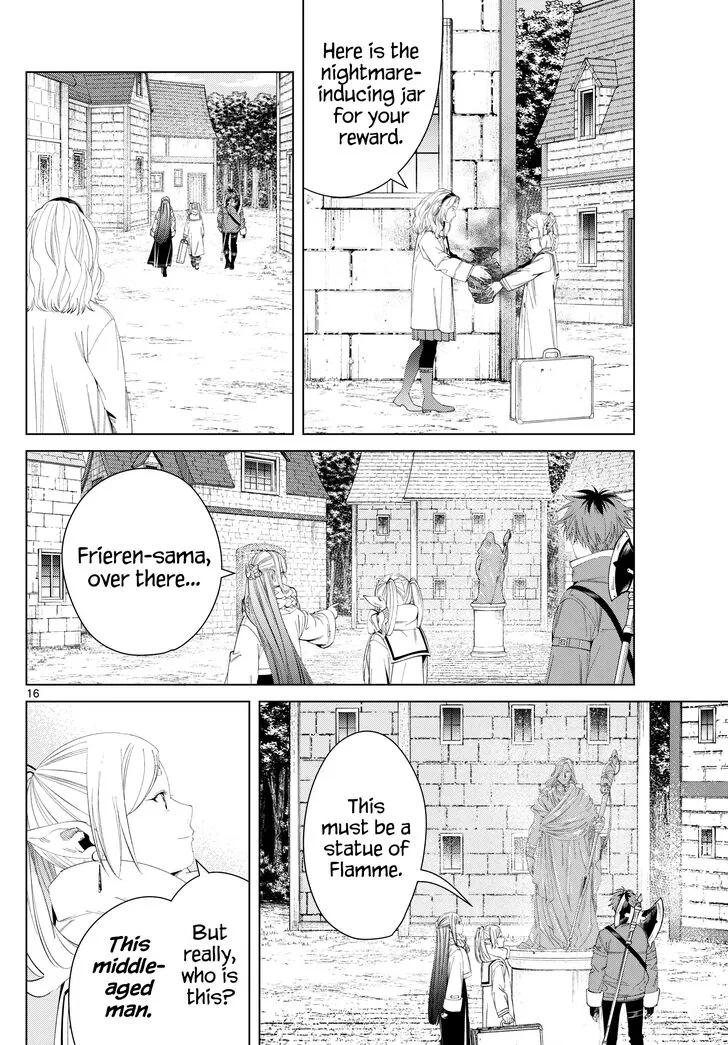 Here is the
nightmare-
inducing jar
for your
reward.
Frieren-sama,
over there...
16
This
must be a
statue of
Flamme.
But
really,
who is
this?
This
middle-
aged
man.